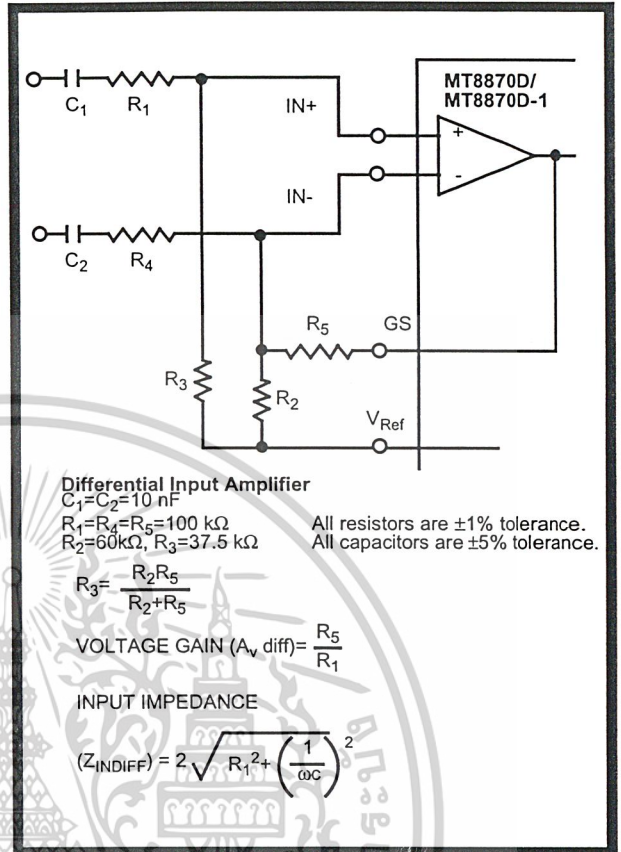 MT8870D/
MT8870D-1
C₁ R₁ IN+
+
-
IN-
C₂ R₄
R₅ GS
R₃ R₂
V_Ref
Differential Input Amplifier
C₁=C₂=10 nF
R₁=R₄=R₅=100 kΩ All resistors are ±1% tolerance.
R₂=60kΩ, R₃=37.5 kΩ All capacitors are ±5% tolerance.
R₃= R₂R₅ / R₂+R₅
VOLTAGE GAIN (A_v diff)= R₅ / R₁
INPUT IMPEDANCE
(Z_INDIFF) = 2 √ R₁²+ (1 / ωc) ²